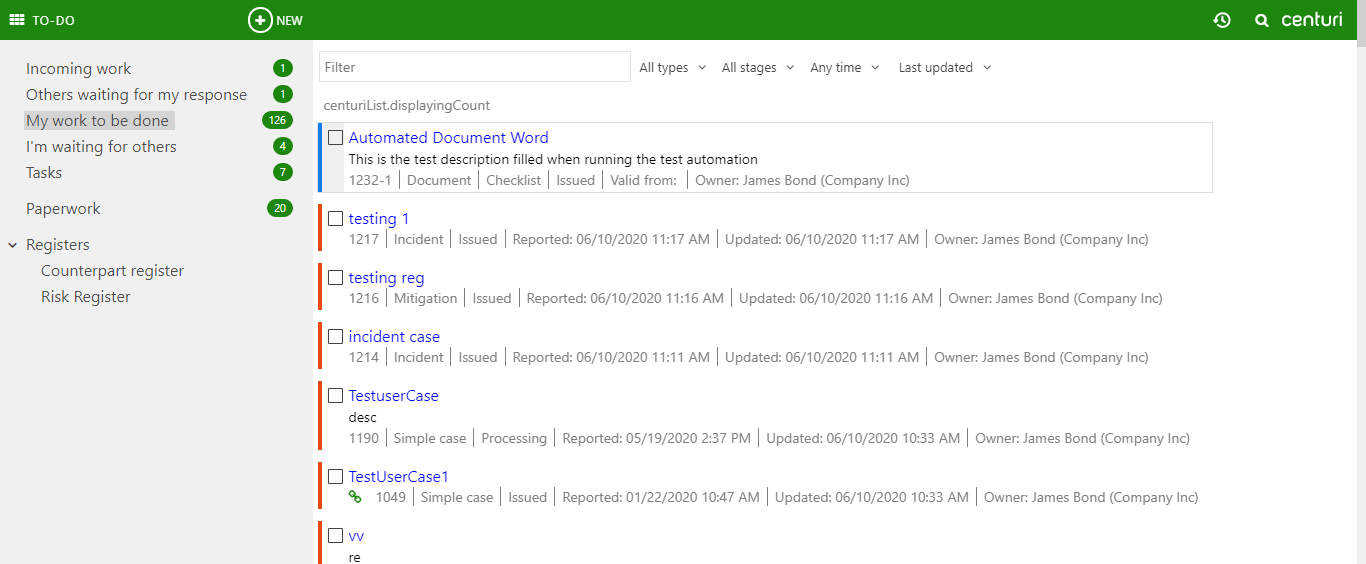 TO-DO NEW centuri
Incoming work 1
Others waiting for my response 1
My work to be done 126
I'm waiting for others 4
Tasks 7
Paperwork 20
Registers
Counterpart register
Risk Register
Filter All types All stages Any time Last updated
centuriList.displayingCount
Automated Document Word
This is the test description filled when running the test automation
1232-1 Document Checklist Issued Valid from: Owner: James Bond (Company Inc)
testing 1
1217 Incident Issued Reported: 06/10/2020 11:17 AM Updated: 06/10/2020 11:17 AM Owner: James Bond (Company Inc)
testing reg
1216 Mitigation Issued Reported: 06/10/2020 11:16 AM Updated: 06/10/2020 11:16 AM Owner: James Bond (Company Inc)
incident case
1214 Incident Issued Reported: 06/10/2020 11:11 AM Updated: 06/10/2020 11:11 AM Owner: James Bond (Company Inc)
TestuserCase
desc
1190 Simple case Processing Reported: 05/19/2020 2:37 PM Updated: 06/10/2020 10:33 AM Owner: James Bond (Company Inc)
TestUserCase1
1049 Simple case Issued Reported: 01/22/2020 10:47 AM Updated: 06/10/2020 10:33 AM Owner: James Bond (Company Inc)
vv
re